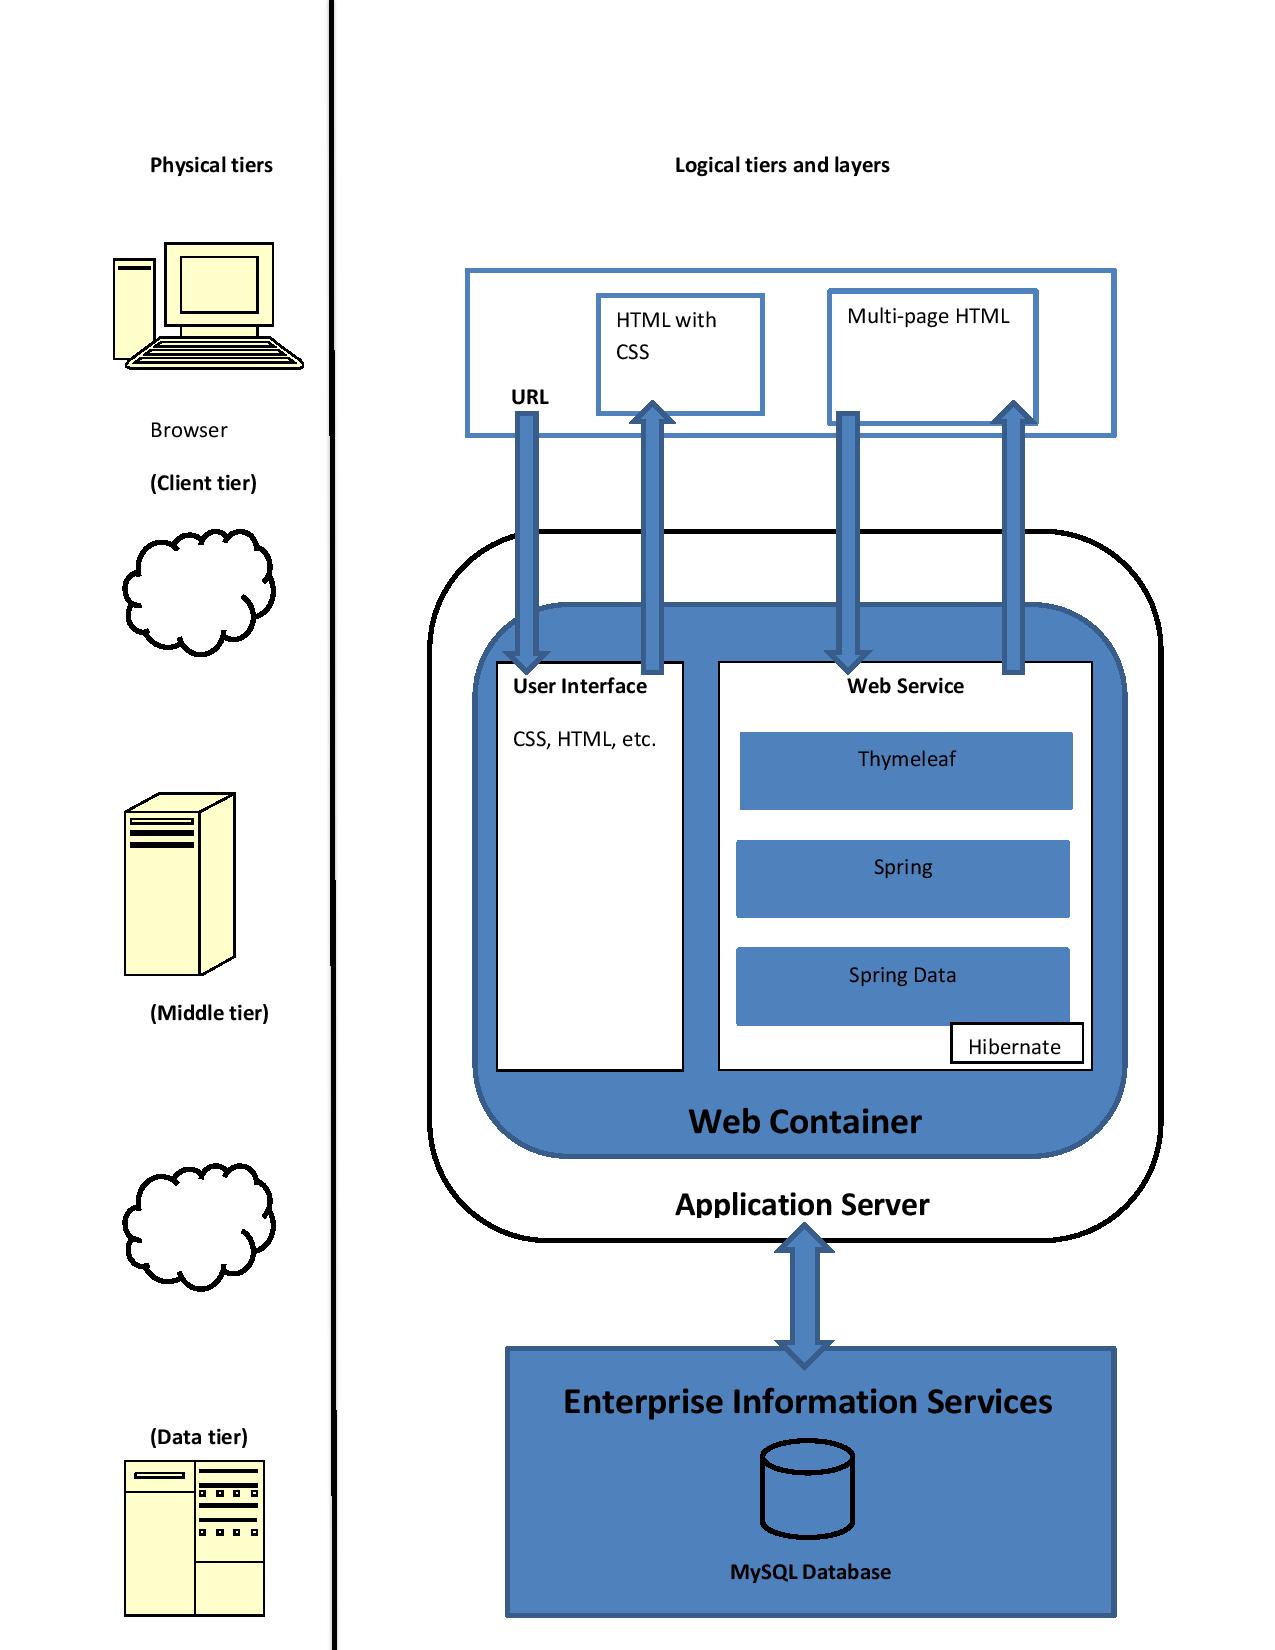 Physical tiers
Logical tiers and layers
HTML with
CSS
Multi-page HTML
URL
Browser
(Client tier)
User Interface
CSS, HTML, etc.
Web Service
Thymeleaf
Spring
Spring Data
Hibernate
(Middle tier)
Web Container
Application Server
Enterprise Information Services
(Data tier)
MySQL Database